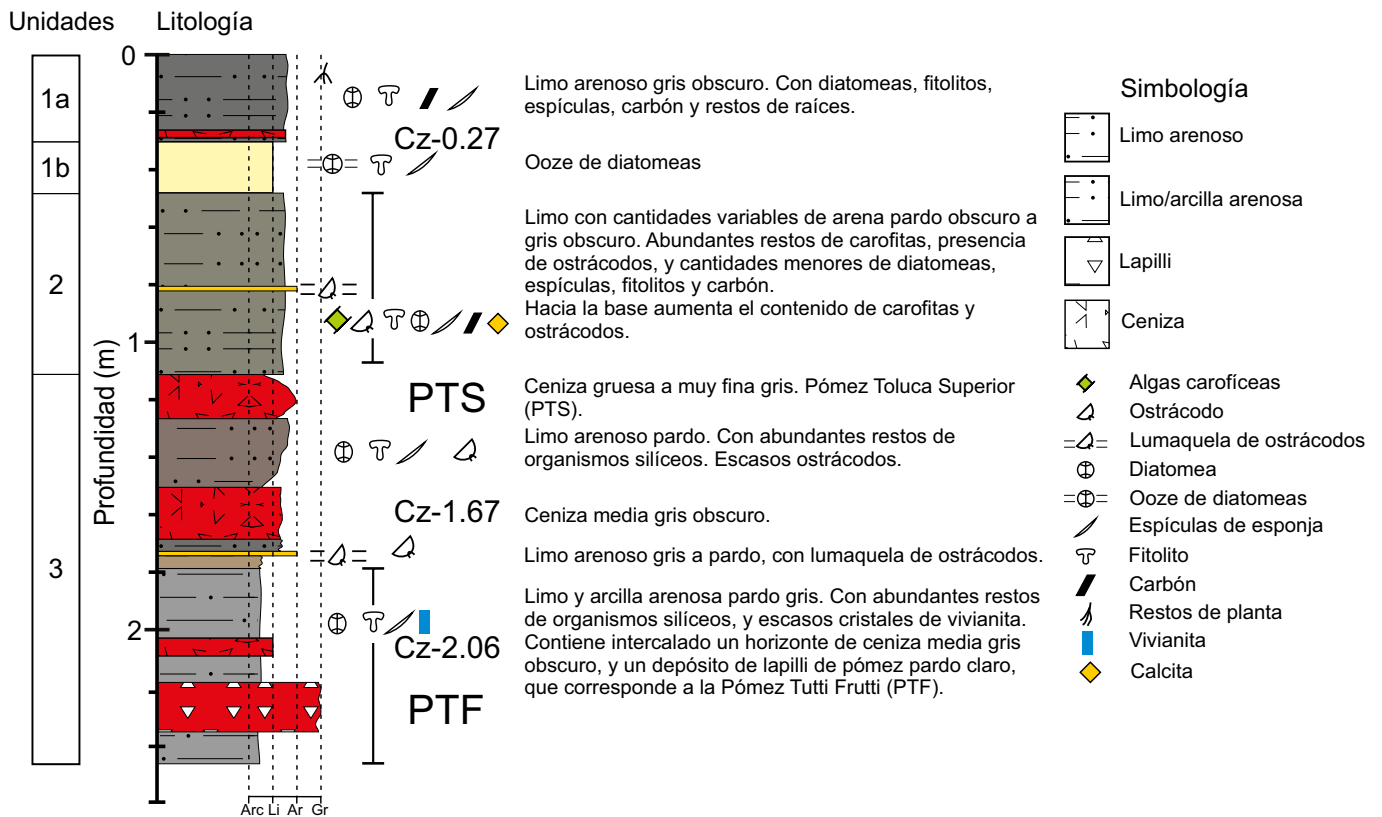 Unidades
Litología
0
1a
Limo arenoso gris obscuro. Con diatomeas, fitolitos,
espículas, carbón y restos de raíces.
Cz-0.27
1b
Ooze de diatomeas
2
Limo con cantidades variables de arena pardo obscuro a
gris obscuro. Abundantes restos de carofitas, presencia
de ostrácodos, y cantidades menores de diatomeas,
espículas, fitolitos y carbón.
Hacia la base aumenta el contenido de carofitas y
ostrácodos.
1
Profundidad (m)
PTS
Ceniza gruesa a muy fina gris. Pómez Toluca Superior
(PTS).
Limo arenoso pardo. Con abundantes restos de
organismos silíceos. Escasos ostrácodos.
Cz-1.67
Ceniza media gris obscuro.
3
Limo arenoso gris a pardo, con lumaquela de ostrácodos.
2
Limo y arcilla arenosa pardo gris. Con abundantes restos
de organismos silíceos, y escasos cristales de vivianita.
Cz-2.06
Contiene intercalado un horizonte de ceniza media gris
obscuro, y un depósito de lapilli de pómez pardo claro,
que corresponde a la Pómez Tutti Frutti (PTF).
PTF
Arc Li Ar Gr
Simbología
Limo arenoso
Limo/arcilla arenosa
Lapilli
Ceniza
Algas carofíceas
Ostrácodo
Lumaquela de ostrácodos
Diatomea
Ooze de diatomeas
Espículas de esponja
Fitolito
Carbón
Restos de planta
Vivianita
Calcita